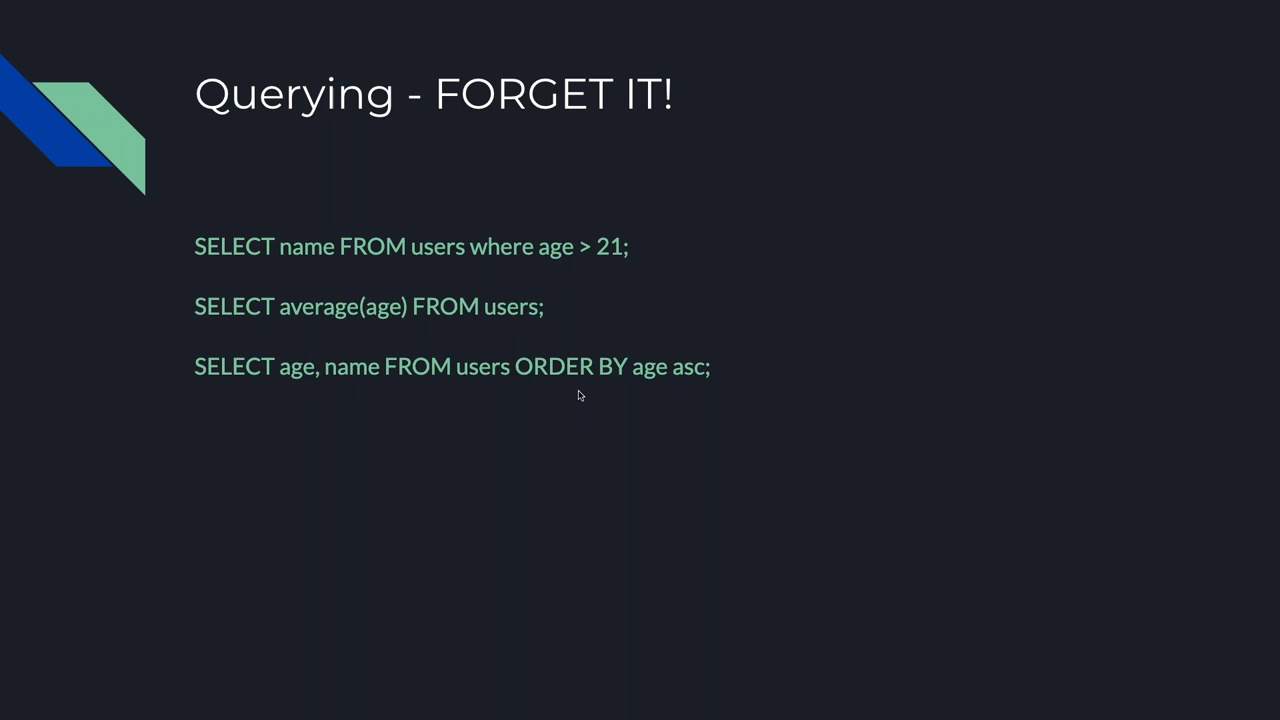 Querying - FORGET IT!
SELECT name FROM users where age > 21;
SELECT average(age) FROM users;
SELECT age, name FROM users ORDER BY age asc;